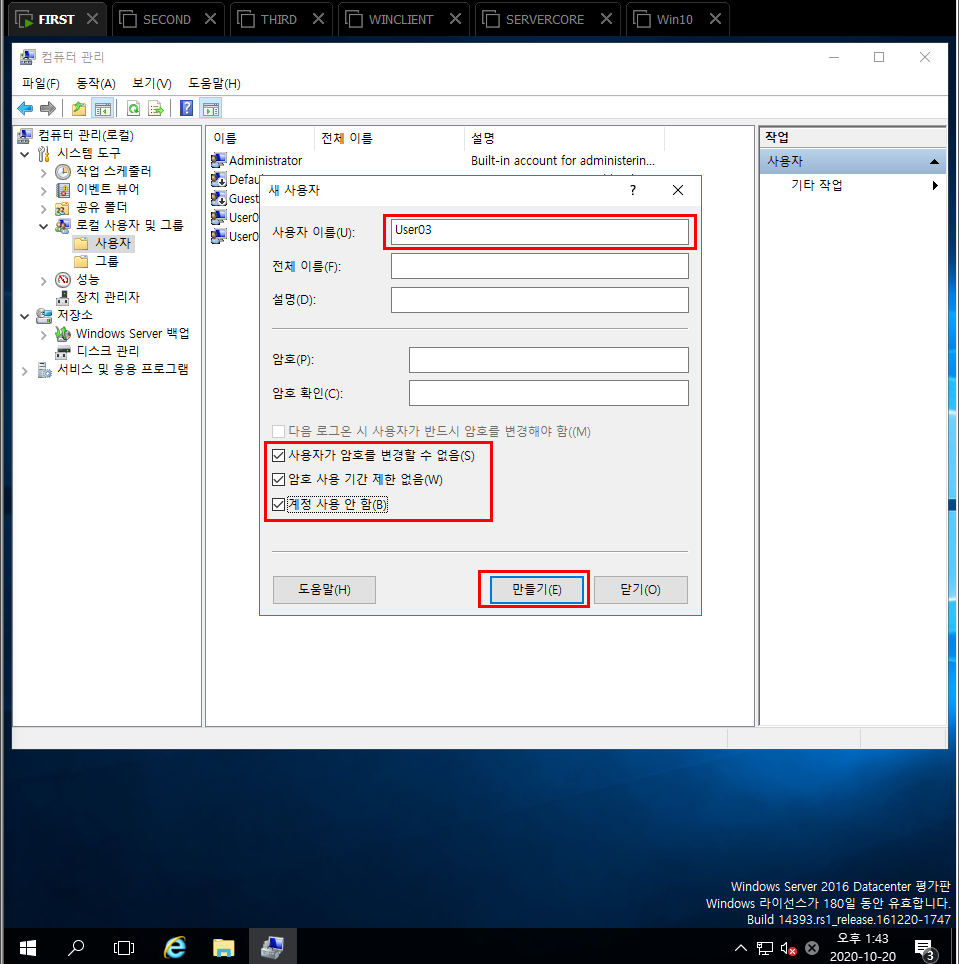 FIRST SECOND THIRD WINCLIENT SERVERCORE Win10
컴퓨터 관리
파일(F) 동작(A) 보기(V) 도움말(H)
컴퓨터 관리(로컬)
시스템 도구
작업 스케줄러
이벤트 뷰어
공유 폴더
로컬 사용자 및 그룹
사용자
그룹
성능
장치 관리자
저장소
Windows Server 백업
디스크 관리
서비스 및 응용 프로그램
이름 전체 이름 설명
Administrator Built-in account for administerin...
Defau
Guest
User0
User0
작업
사용자
기타 작업
새 사용자
사용자 이름(U): User03
전체 이름(F):
설명(D):
암호(P):
암호 확인(C):
다음 로그온 시 사용자가 반드시 암호를 변경해야 함((M)
사용자가 암호를 변경할 수 없음(S)
암호 사용 기간 제한 없음(W)
계정 사용 안 함(B)
도움말(H) 만들기(E) 닫기(O)
Windows Server 2016 Datacenter 평가판
Windows 라이선스가 180일 동안 유효합니다.
Build 14393.rs1_release.161220-1747
오후 1:43
2020-10-20
3